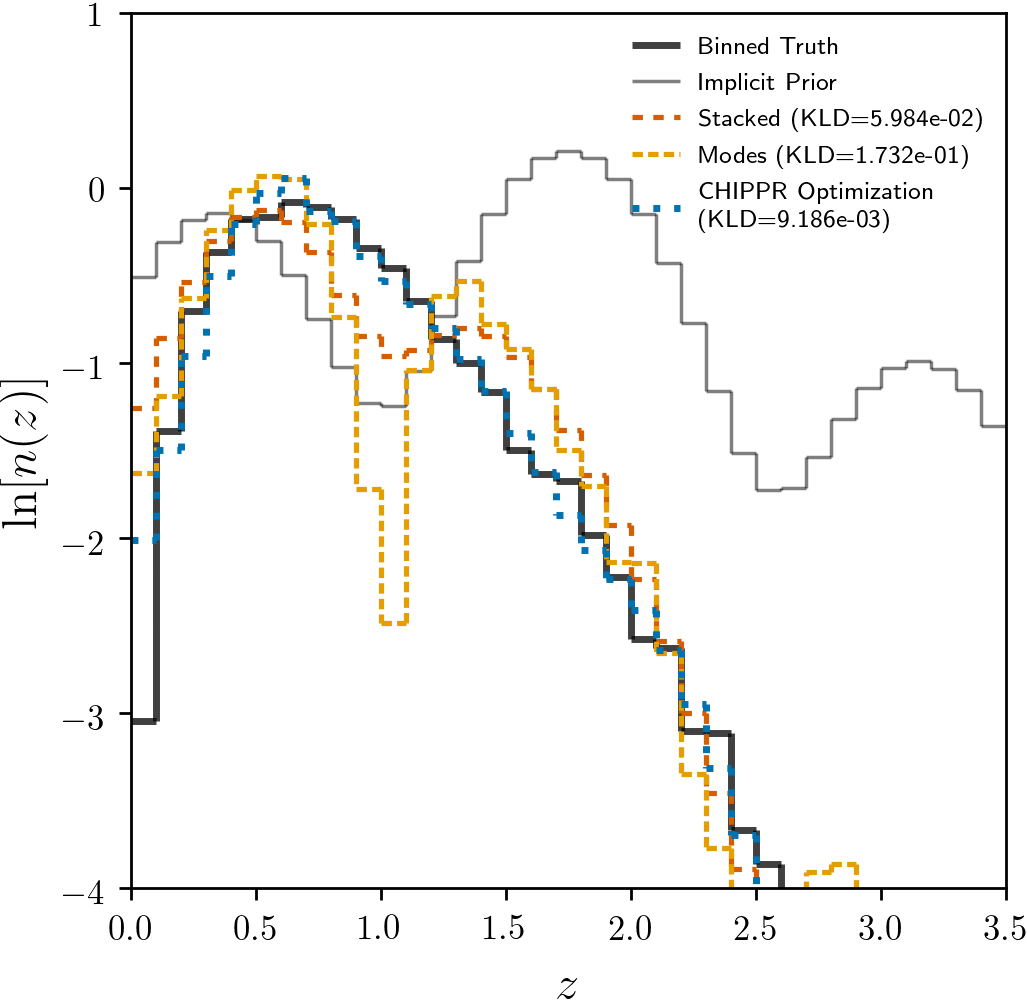 1
0
−1
−2
−3
−4
ln[n(z)]
Binned Truth
Implicit Prior
Stacked (KLD=5.984e-02)
Modes (KLD=1.732e-01)
CHIPPR Optimization
(KLD=9.186e-03)
0.0 0.5 1.0 1.5 2.0 2.5 3.0 3.5
z